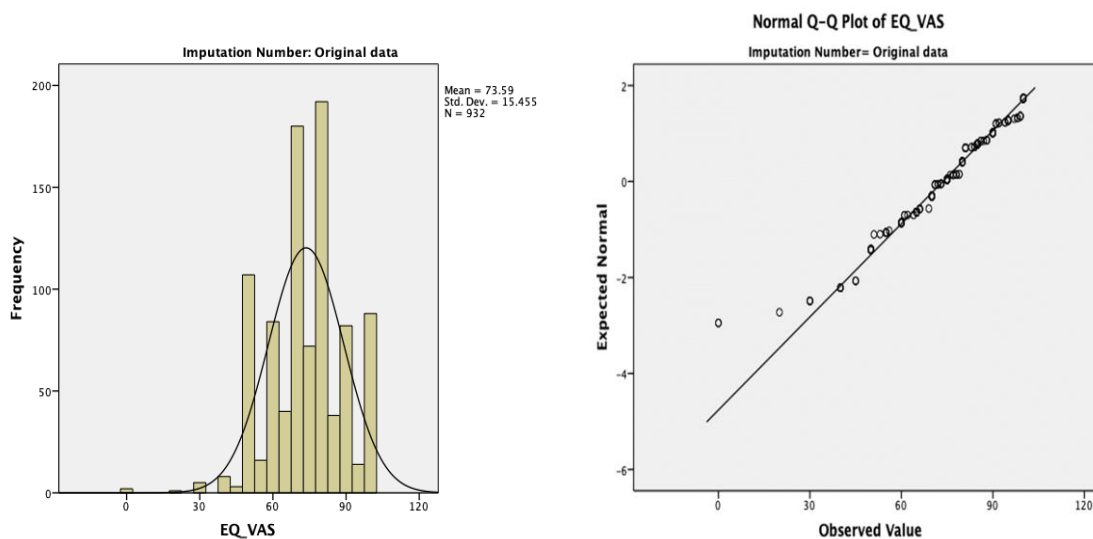 Imputation Number: Original data
Mean = 73.59
Std. Dev. = 15.455
N = 932
200
150
100
50
0
Frequency
0 30 60 90 120
EQ_VAS
Normal Q-Q Plot of EQ_VAS
Imputation Number= Original data
2
0
-2
-4
-6
Expected Normal
0 30 60 90 120
Observed Value